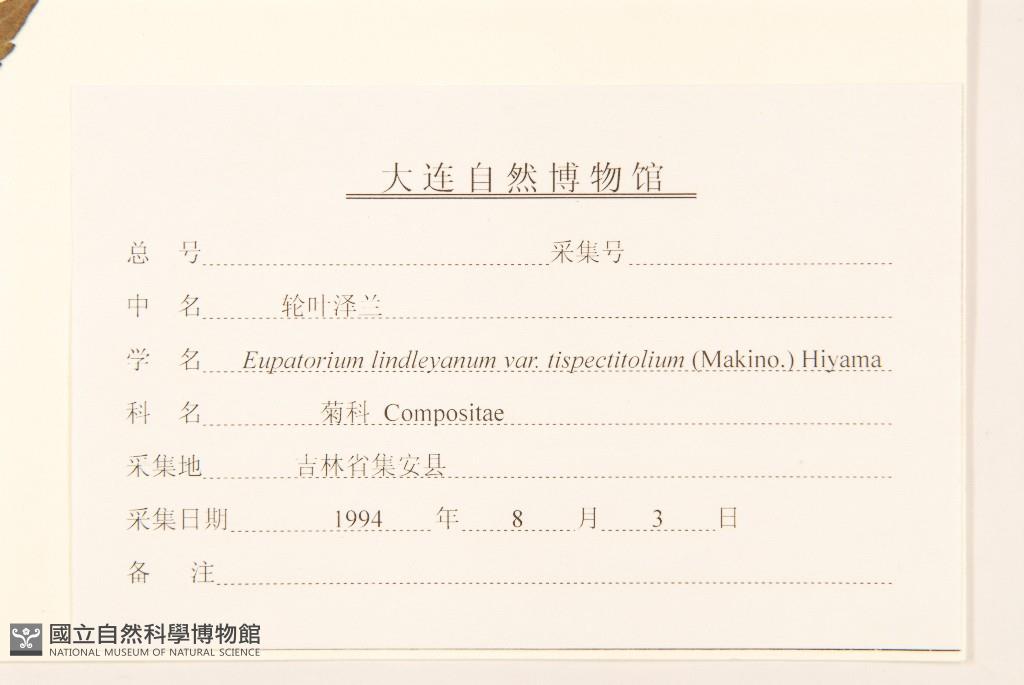 大连自然博物馆
总 号 采集号
中 名 轮叶泽兰
学 名 Eupatorium lindleyanum var. tispectitolium (Makino.) Hiyama
科 名 菊科 Compositae
采集地 吉林省集安县
采集日期 1994 年 8 月 3 日
备 注
國立自然科學博物館
NATIONAL MUSEUM OF NATURAL SCIENCE